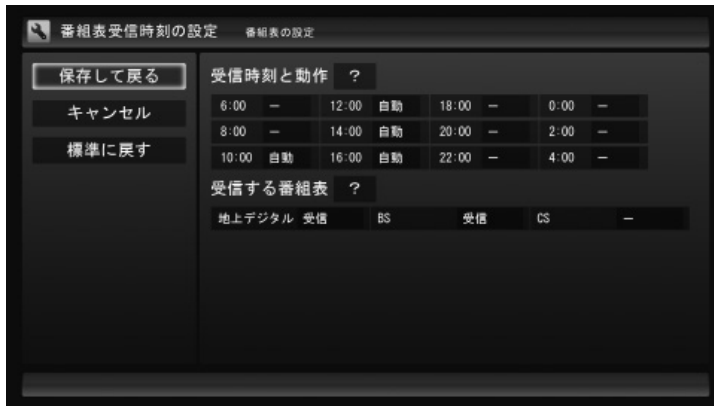 番組表受信時刻の設定 番組表の設定
保存して戻る
キャンセル
標準に戻す
受信時刻と動作 ?
6:00 － 12:00 自動 18:00 － 0:00 －
8:00 － 14:00 自動 20:00 － 2:00 －
10:00 自動 16:00 自動 22:00 － 4:00 －
受信する番組表 ?
地上デジタル 受信 BS 受信 CS －